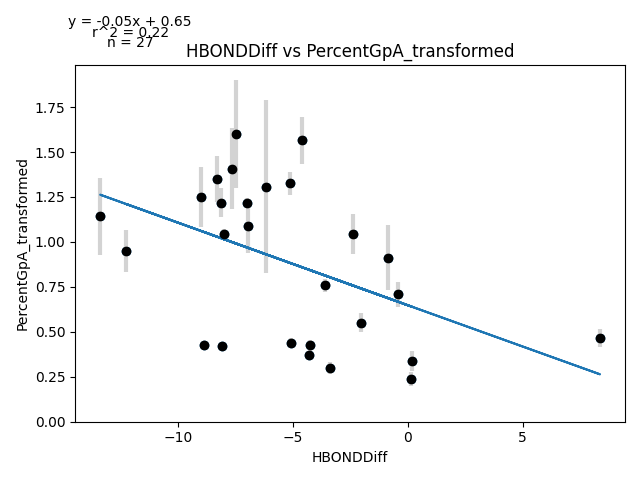 y = -0.05x + 0.65
r^2 = 0.22
n = 27
HBONDDiff vs PercentGpA_transformed
PercentGpA_transformed
1.75
1.50
1.25
1.00
0.75
0.50
0.25
0.00
−10
−5
0
5
HBONDDiff